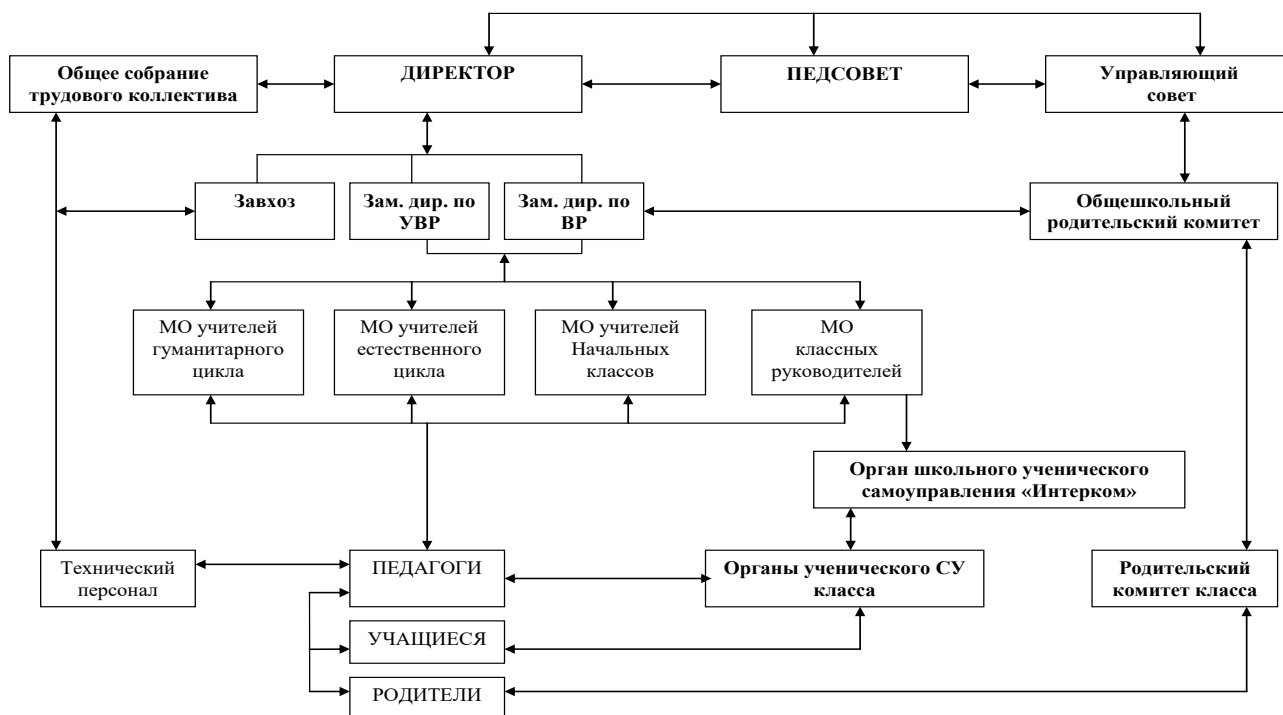 Общее собрание
трудового коллектива
ДИРЕКТОР
ПЕДСОВЕТ
Управляющий
совет
Завхоз
Зам. дир. по
УВР
Зам. дир. по
ВР
Общешкольный
родительский комитет
МО учителей
гуманитарного
цикла
МО учителей
естественного
цикла
МО учителей
Начальных
классов
МО
классных
руководителей
Орган школьного ученического
самоуправления «Интерком»
Технический
персонал
ПЕДАГОГИ
Органы ученического СУ
класса
Родительский
комитет класса
УЧАЩИЕСЯ
РОДИТЕЛИ